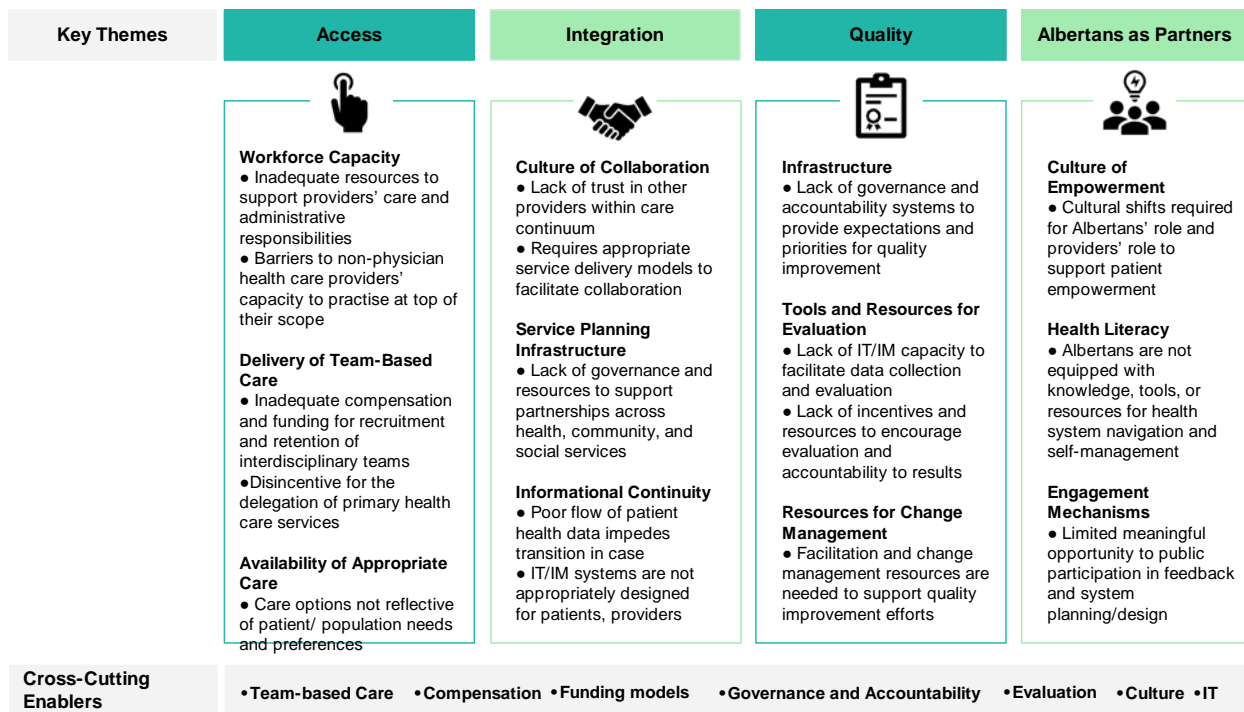 Key Themes
Access
Integration
Quality
Albertans as Partners
Workforce Capacity
● Inadequate resources to
support providers' care and
administrative
responsibilities
● Barriers to non-physician
health care providers'
capacity to practise at top of
their scope
Delivery of Team-Based
Care
● Inadequate compensation
and funding for recruitment
and retention of
interdisciplinary teams
●Disincentive for the
delegation of primary health
care services
Availability of Appropriate
Care
● Care options not reflective
of patient/ population needs
and preferences
Culture of Collaboration
● Lack of trust in other
providers within care
continuum
● Requires appropriate
service delivery models to
facilitate collaboration
Service Planning
Infrastructure
● Lack of governance and
resources to support
partnerships across
health, community, and
social services
Informational Continuity
● Poor flow of patient
health data impedes
transition in case
● IT/IM systems are not
appropriately designed
for patients, providers
Infrastructure
● Lack of governance and
accountability systems to
provide expectations and
priorities for quality
improvement
Tools and Resources for
Evaluation
● Lack of IT/IM capacity to
facilitate data collection
and evaluation
● Lack of incentives and
resources to encourage
evaluation and
accountability to results
Resources for Change
Management
● Facilitation and change
management resources are
needed to support quality
improvement efforts
Culture of
Empowerment
● Cultural shifts required
for Albertans' role and
providers' role to
support patient
empowerment
Health Literacy
● Albertans are not
equipped with
knowledge, tools, or
resources for health
system navigation and
self-management
Engagement
Mechanisms
● Limited meaningful
opportunity to public
participation in feedback
and system
planning/design
Cross-Cutting
Enablers
•Team-based Care •Compensation •Funding models •Governance and Accountability •Evaluation •Culture •IT